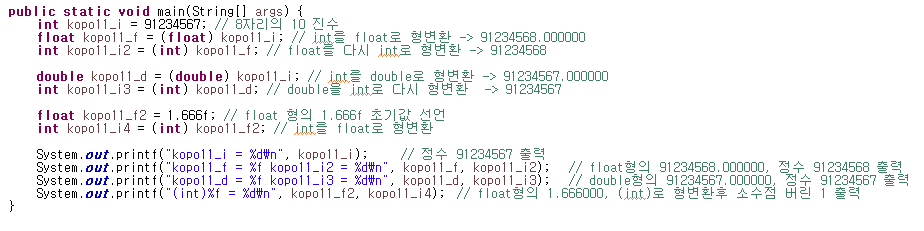 public static void main(String[] args) {
int kopo11_i = 91234567; // 8자리의 10 진수
float kopo11_f = (float) kopo11_i; // int를 float로 형변환 -> 91234568.000000
int kopo11_i2 = (int) kopo11_f; // float를 다시 int로 형변환 -> 91234568
double kopo11_d = (double) kopo11_i; // int를 double로 형변환 -> 91234567.000000
int kopo11_i3 = (int) kopo11_d; // double를 int로 다시 형변환  -> 91234567
float kopo11_f2 = 1.666f; // float 형의 1.666f 초기값 선언
int kopo11_i4 = (int) kopo11_f2; // int를 float로 형변환
System.out.printf("kopo11_i = %d₩n", kopo11_i);    // 정수 91234567 출력
System.out.printf("kopo11_f = %f kopo11_i2 = %d₩n", kopo11_f, kopo11_i2);  // float형의 91234568.000000, 정수 91234568 출력
System.out.printf("kopo11_d = %f kopo11_i3 = %d₩n", kopo11_d, kopo11_i3);  // double형의 91234567.000000, 정수 91234567 출력
System.out.printf("(int)%f = %d₩n", kopo11_f2, kopo11_i4); // float형의 1.666000, (int)로 형변환후 소수점 버린 1 출력
}